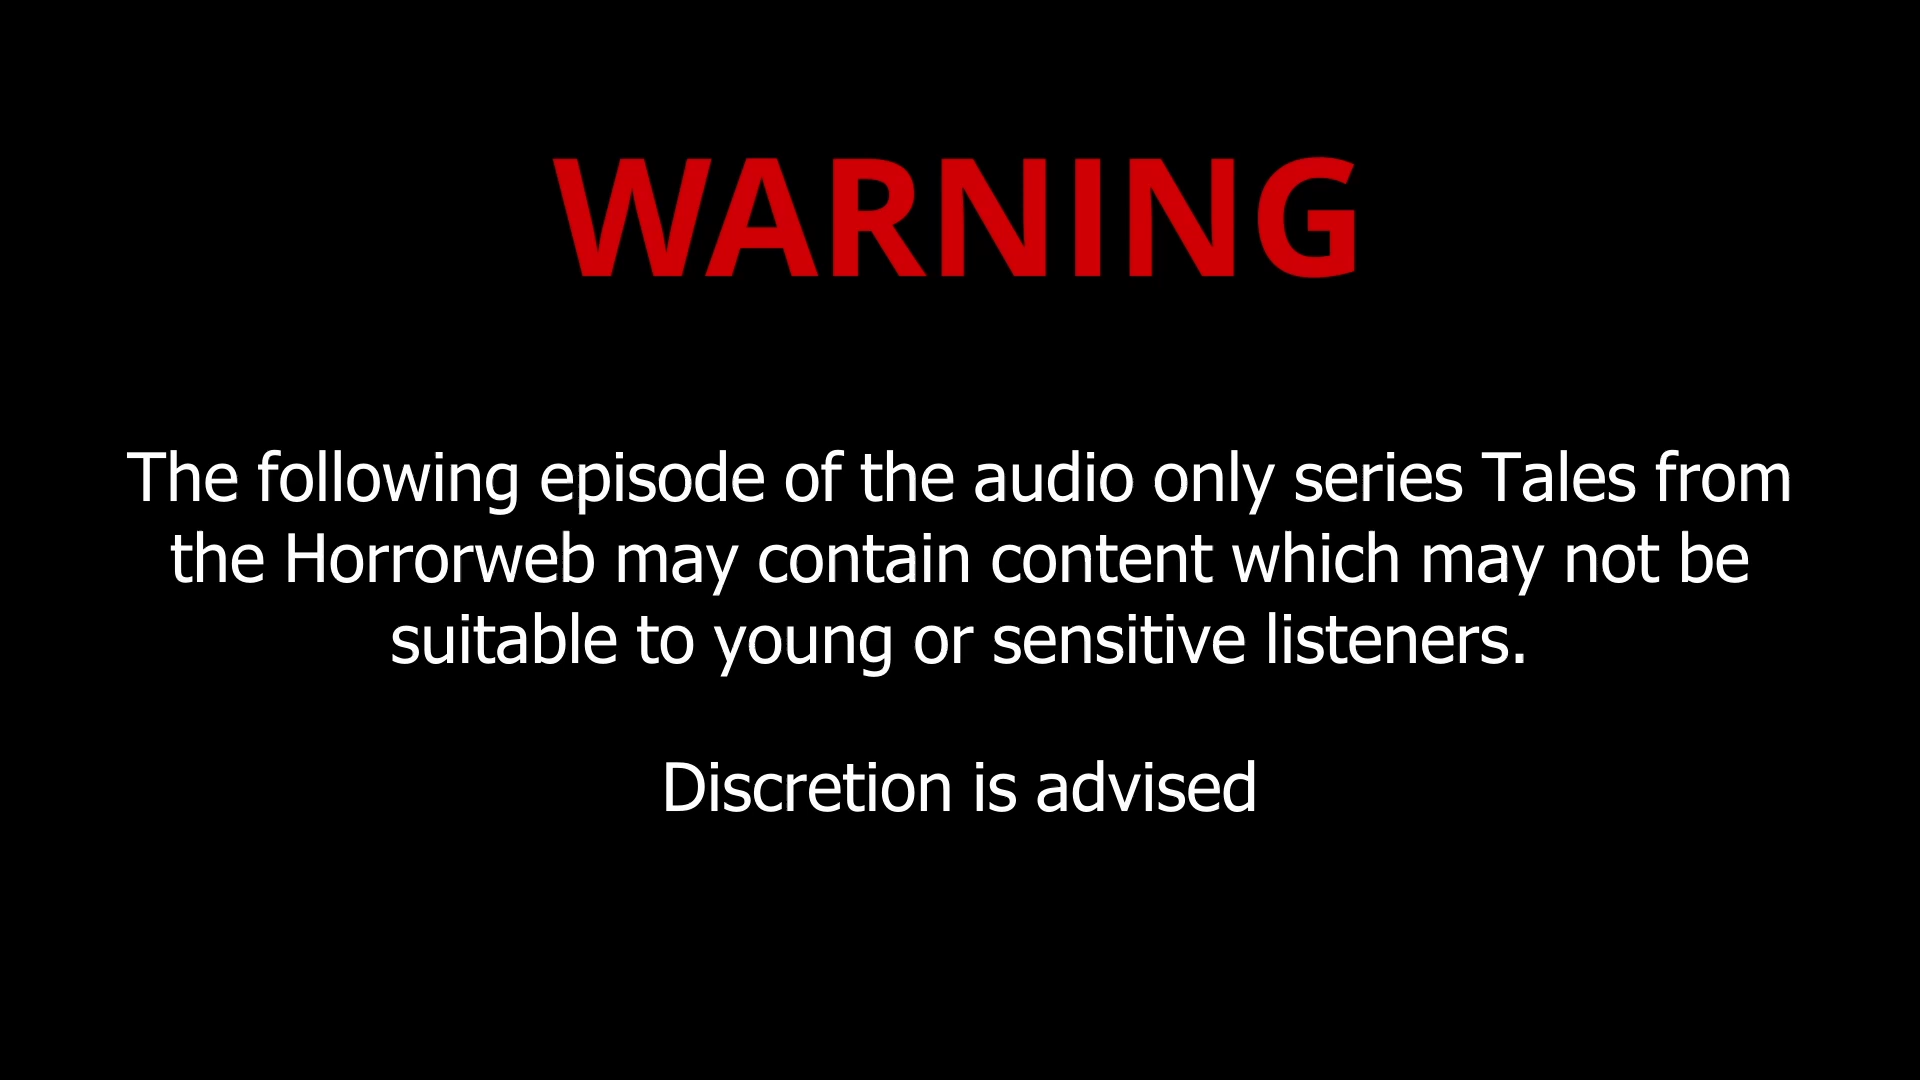 WARNING
The following episode of the audio only series Tales from
the Horrorweb may contain content which may not be
suitable to young or sensitive listeners.
Discretion is advised